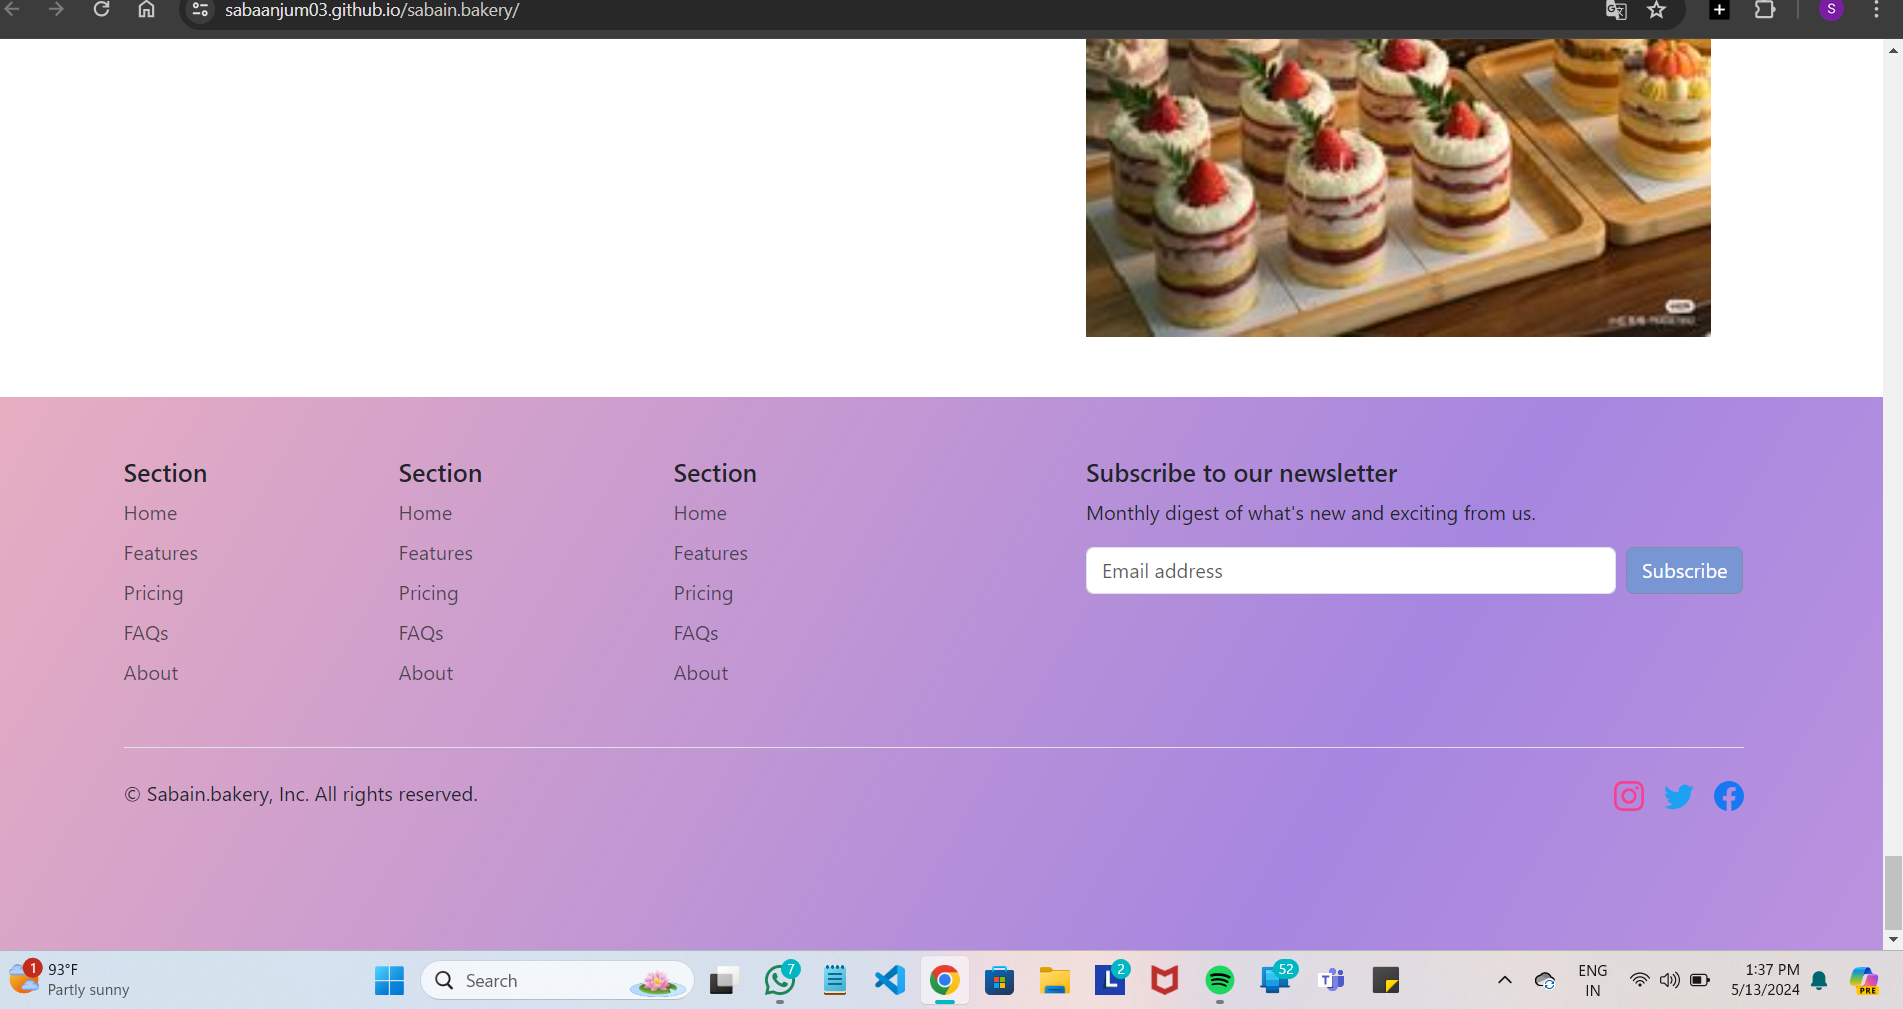 sabaanjum03.github.io/sabain.bakery/
S
Section
Home
Features
Pricing
FAQs
About
Section
Home
Features
Pricing
FAQs
About
Section
Home
Features
Pricing
FAQs
About
Subscribe to our newsletter
Monthly digest of what's new and exciting from us.
Email address
Subscribe
© Sabain.bakery, Inc. All rights reserved.
1
93°F
Partly sunny
Search
7
L
2
52
T
ENG
IN
1:37 PM
5/13/2024
PRE